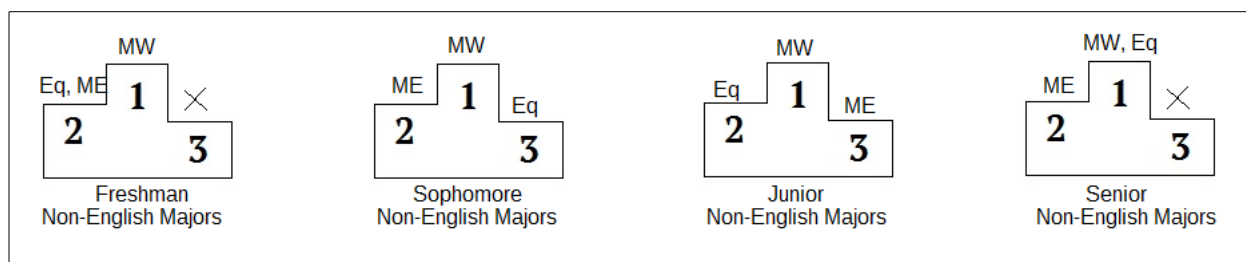 MW
Eq, ME
1
2
3
Freshman
Non-English Majors
MW
ME
1
Eq
2
3
Sophomore
Non-English Majors
MW
Eq
1
ME
2
3
Junior
Non-English Majors
MW, Eq
ME
1
2
3
Senior
Non-English Majors